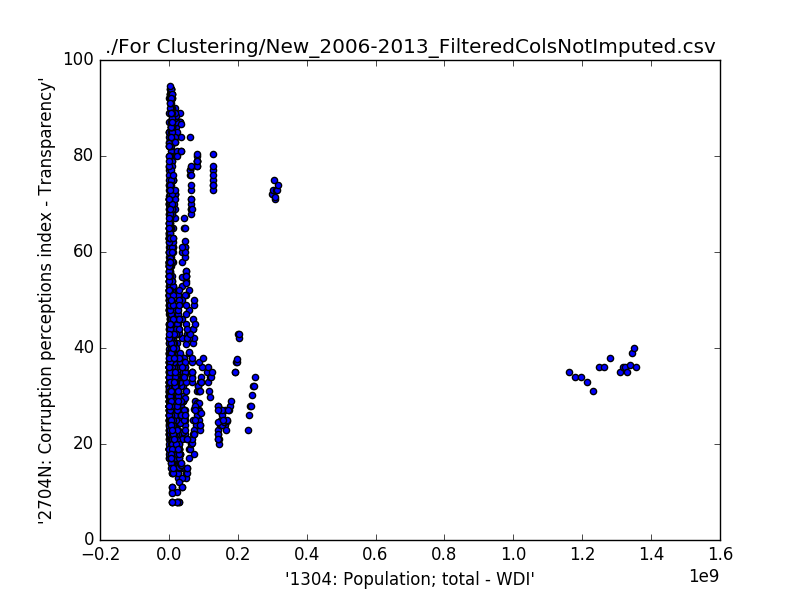 ./For Clustering/New_2006-2013_FilteredColsNotImputed.csv
100
80
60
40
20
0
'2704N: Corruption perceptions index - Transparency'
−0.2 0.0 0.2 0.4 0.6 0.8 1.0 1.2 1.4 1.6
1e9
'1304: Population; total - WDI'